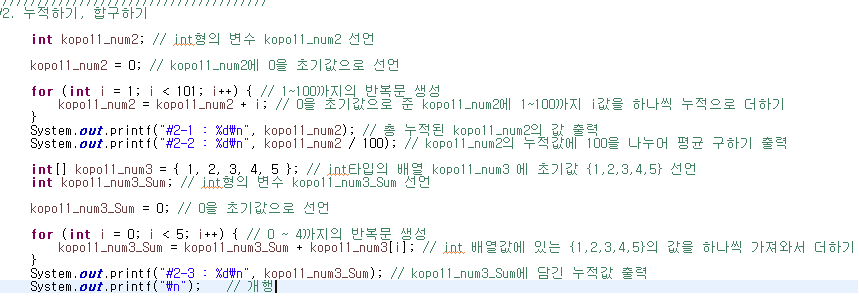 ////////////////////////////////////
#2. 누적하기, 합구하기
int kopo11_num2; // int형의 변수 kopo11_num2 선언
kopo11_num2 = 0; // kopo11_num2에 0을 초기값으로 선언
for (int i = 1; i < 101; i++) { // 1~100까지의 반복문 생성
kopo11_num2 = kopo11_num2 + i; // 0을 초기값으로 준 kopo11_num2에 1~100까지 i값을 하나씩 누적으로 더하기
}
System.out.printf("#2-1 : %d₩n", kopo11_num2); // 총 누적된 kopo11_num2의 값 출력
System.out.printf("#2-2 : %d₩n", kopo11_num2 / 100); // kopo11_num2의 누적값에 100을 나누어 평균 구하기 출력
int[] kopo11_num3 = { 1, 2, 3, 4, 5 }; // int타입의 배열 kopo11_num3 에 초기값 {1,2,3,4,5} 선언
int kopo11_num3_Sum; // int형의 변수 kopo11_num3_Sum 선언
kopo11_num3_Sum = 0; // 0을 초기값으로 선언
for (int i = 0; i < 5; i++) { // 0 ~ 4까지의 반복문 생성
kopo11_num3_Sum = kopo11_num3_Sum + kopo11_num3[i]; // int 배열값에 있는 {1,2,3,4,5}의 값을 하나씩 가져와서 더하기
}
System.out.printf("#2-3 : %d₩n", kopo11_num3_Sum); // kopo11_num3_Sum에 담긴 누적값 출력
System.out.printf("₩n"); // 개행